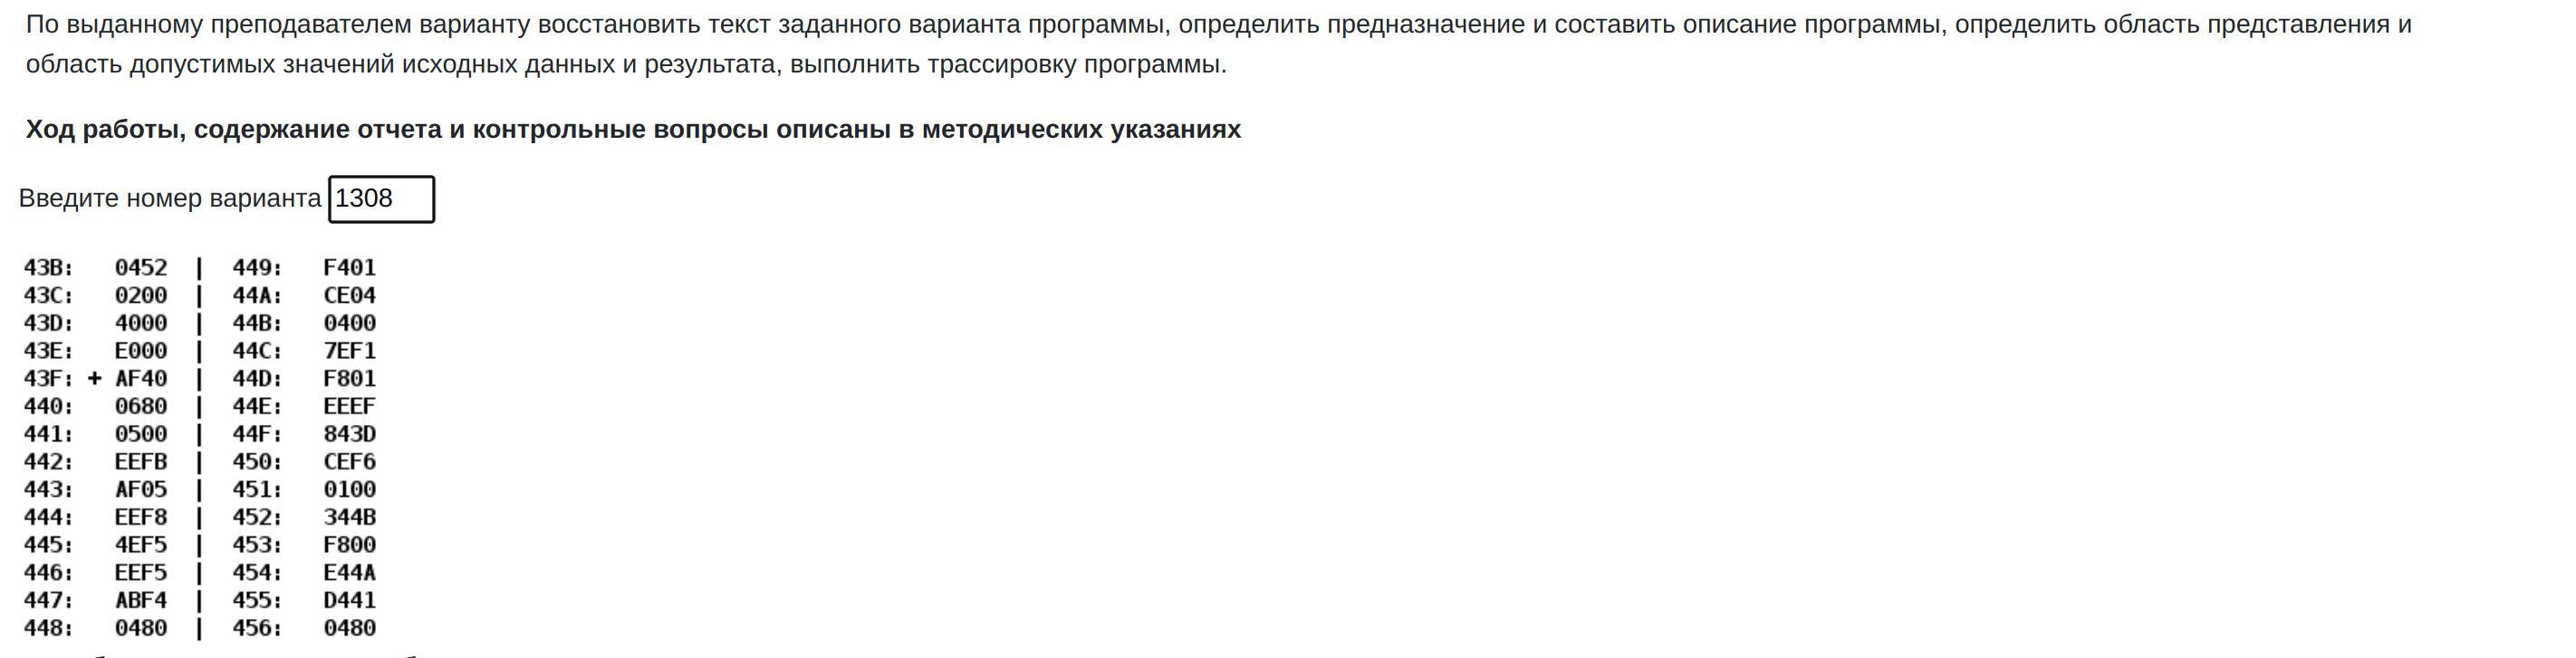 По выданному преподавателем варианту восстановить текст заданного варианта программы, определить предназначение и составить описание программы, определить область представления и
область допустимых значений исходных данных и результата, выполнить трассировку программы.
Ход работы, содержание отчета и контрольные вопросы описаны в методических указаниях
Введите номер варианта 1308
43B: 0452 | 449: F401
43C: 0200 | 44A: CE04
43D: 4000 | 44B: 0400
43E: E000 | 44C: 7EF1
43F: + AF40 | 44D: F801
440: 0680 | 44E: EEEF
441: 0500 | 44F: 843D
442: EEFB | 450: CEF6
443: AF05 | 451: 0100
444: EEF8 | 452: 344B
445: 4EF5 | 453: F800
446: EEF5 | 454: E44A
447: ABF4 | 455: D441
448: 0480 | 456: 0480